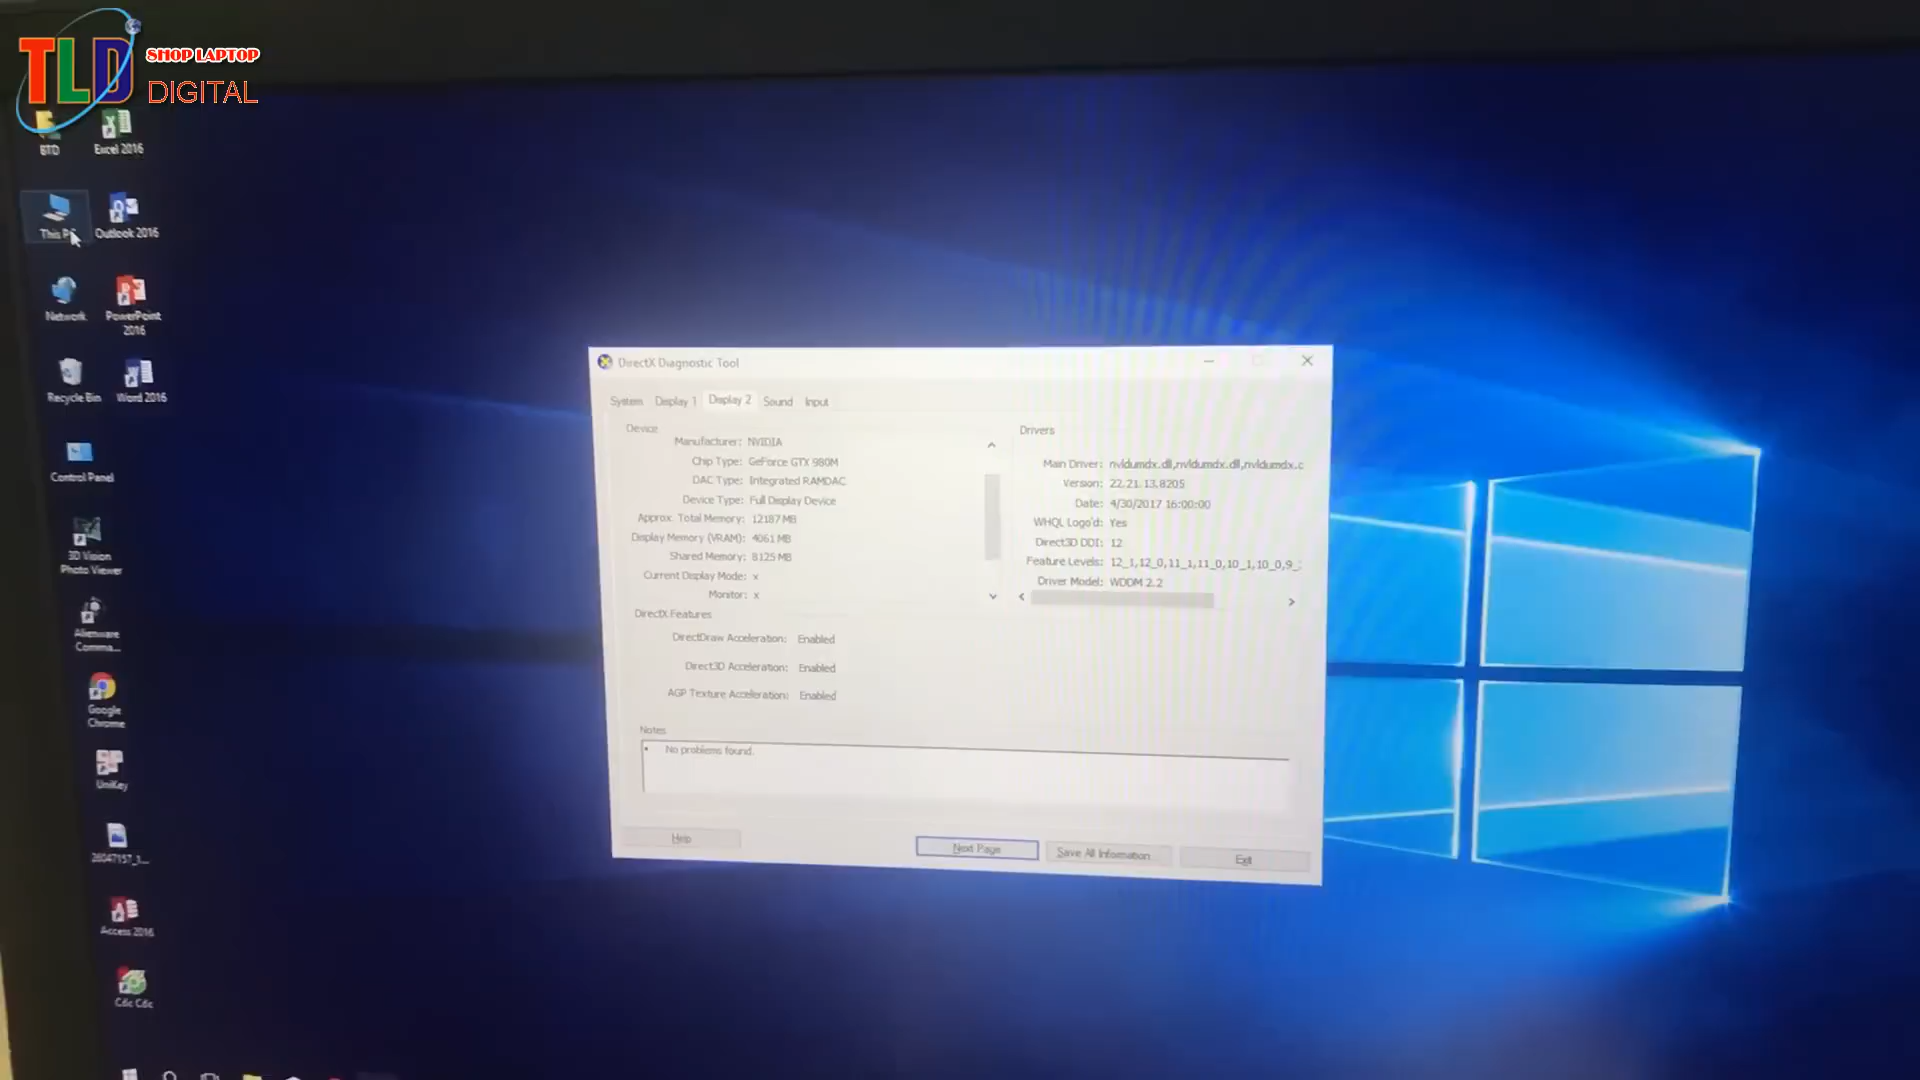 TLD
SHOP LAPTOP
DIGITAL
BTD
Excel 2016
This PC
Outlook 2016
Network
PowerPoint
2016
Recycle Bin
Word 2016
Control Panel
3D Vision
Photo Viewer
Alienware
Comma...
Google
Chrome
UniKey
26047157_1...
Access 2016
Cốc Cốc
DirectX Diagnostic Tool
System
Display 1
Display 2
Sound
Input
Device
Manufacturer: NVIDIA
Chip Type: GeForce GTX 980M
DAC Type: Integrated RAMDAC
Device Type: Full Display Device
Approx. Total Memory: 12187 MB
Display Memory (VRAM): 4061 MB
Shared Memory: 8125 MB
Current Display Mode: x
Monitor: x
Drivers
Main Driver: nvldumdx.dll,nvldumdx.dll,nvldumdx.c
Version: 22.21.13.8205
Date: 4/30/2017 16:00:00
WHQL Logo'd: Yes
Direct3D DDI: 12
Feature Levels: 12_1,12_0,11_1,11_0,10_1,10_0,9_
Driver Model: WDDM 2.2
DirectX Features
DirectDraw Acceleration: Enabled
Direct3D Acceleration: Enabled
AGP Texture Acceleration: Enabled
Notes
No problems found.
Help
Next Page
Save All Information...
Exit